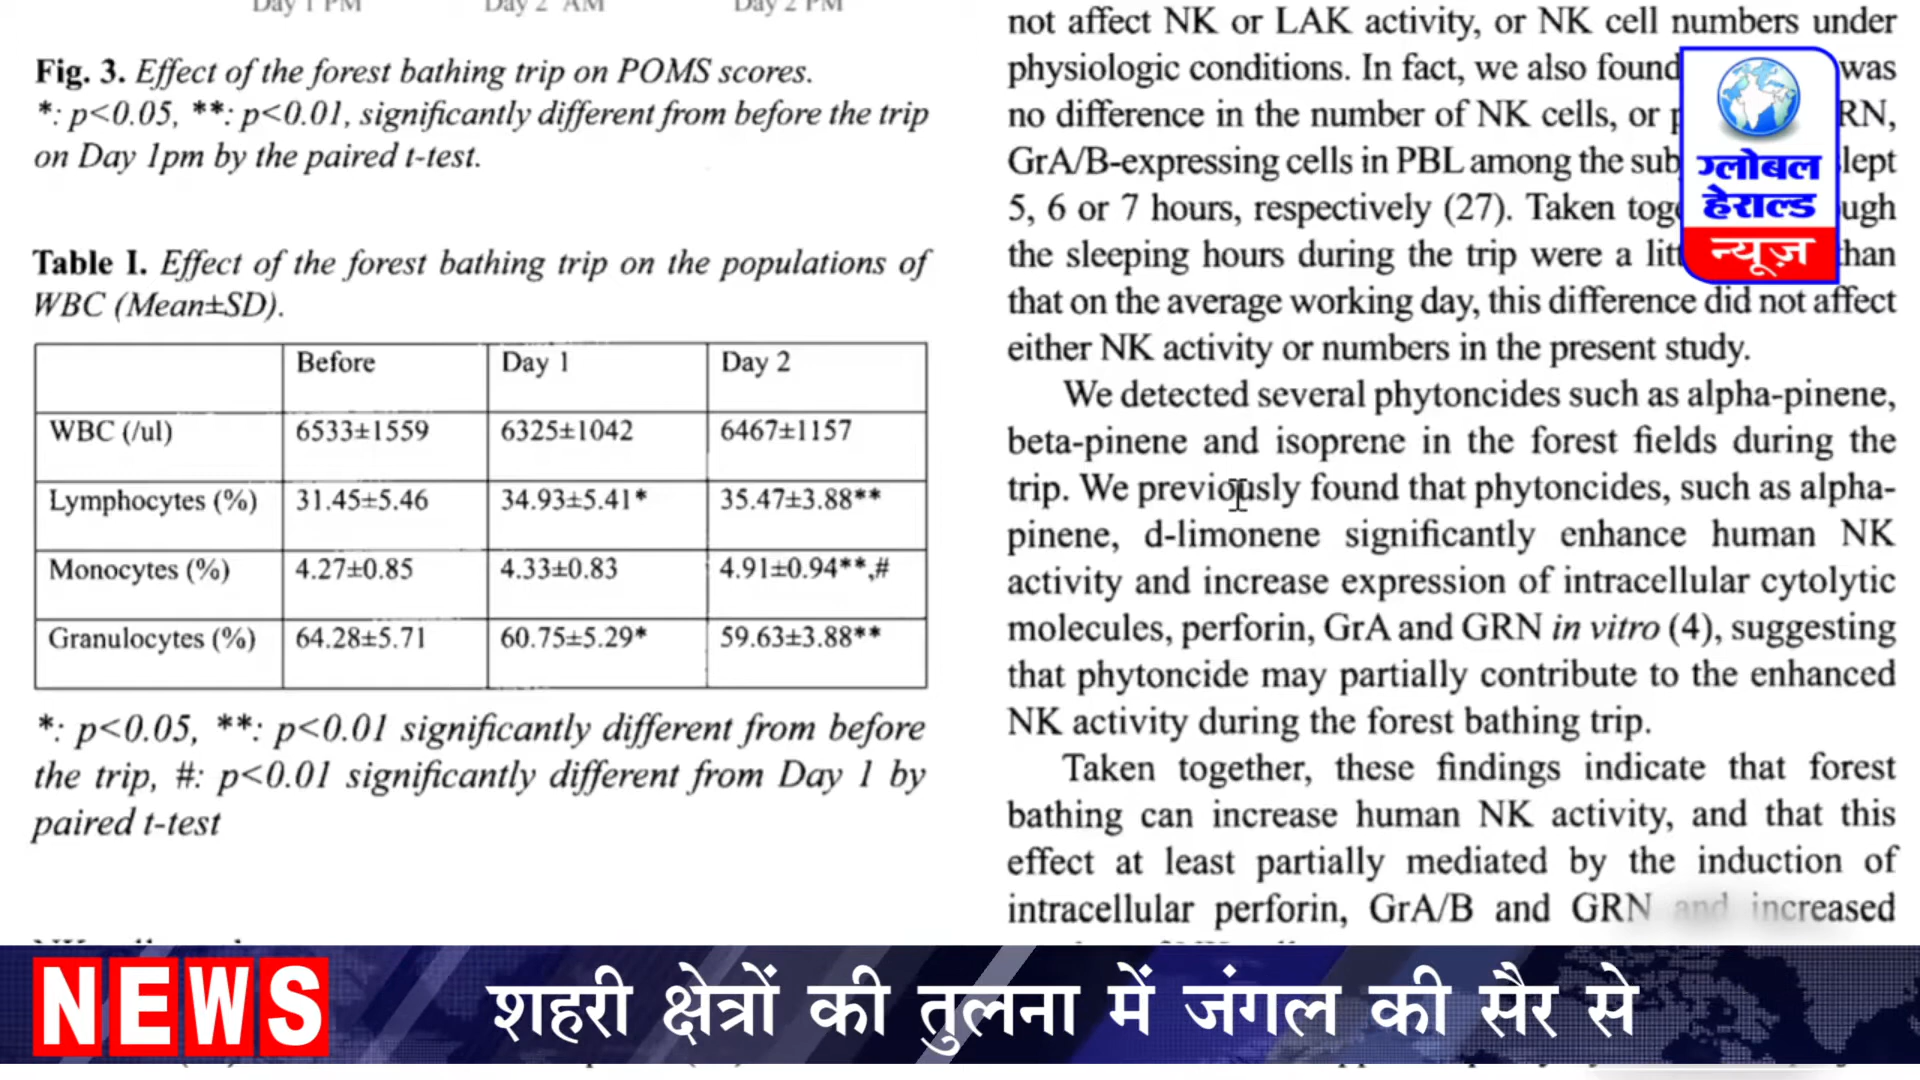 Day 1 PM Day 2 AM Day 2 PM
Fig. 3. Effect of the forest bathing trip on POMS scores.
*: p<0.05, **: p<0.01, significantly different from before the trip
on Day 1pm by the paired t-test.
Table I. Effect of the forest bathing trip on the populations of
WBC (Mean±SD).
Before Day 1 Day 2
WBC (/ul) 6533±1559 6325±1042 6467±1157
Lymphocytes (%) 31.45±5.46 34.93±5.41* 35.47±3.88**
Monocytes (%) 4.27±0.85 4.33±0.83 4.91±0.94**,#
Granulocytes (%) 64.28±5.71 60.75±5.29* 59.63±3.88**
*: p<0.05, **: p<0.01 significantly different from before
the trip, #: p<0.01 significantly different from Day 1 by
paired t-test
not affect NK or LAK activity, or NK cell numbers under
physiologic conditions. In fact, we also found was
no difference in the number of NK cells, or RN,
GrA/B-expressing cells in PBL among the sub lept
5, 6 or 7 hours, respectively (27). Taken toge ugh
the sleeping hours during the trip were a litt than
that on the average working day, this difference did not affect
either NK activity or numbers in the present study.
We detected several phytoncides such as alpha-pinene,
beta-pinene and isoprene in the forest fields during the
trip. We previously found that phytoncides, such as alpha-
pinene, d-limonene significantly enhance human NK
activity and increase expression of intracellular cytolytic
molecules, perforin, GrA and GRN in vitro (4), suggesting
that phytoncide may partially contribute to the enhanced
NK activity during the forest bathing trip.
Taken together, these findings indicate that forest
bathing can increase human NK activity, and that this
effect at least partially mediated by the induction of
intracellular perforin, GrA/B and GRN and increased
ग्लोबल
हेराल्ड
न्यूज़
NEWS
शहरी क्षेत्रों की तुलना में जंगल की सैर से